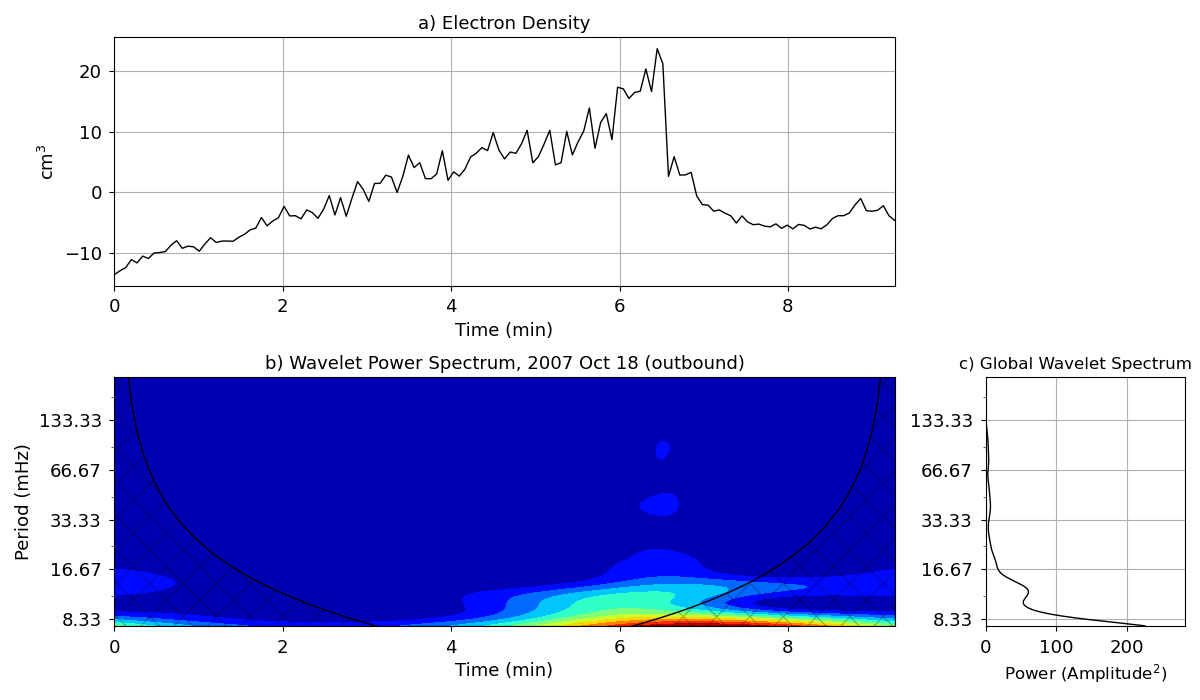 a) Electron Density
20
10
0
−10
cm³
0 2 4 6 8
Time (min)
b) Wavelet Power Spectrum, 2007 Oct 18 (outbound)
133.33
66.67
33.33
16.67
8.33
Period (mHz)
0 2 4 6 8
Time (min)
c) Global Wavelet Spectrum
133.33
66.67
33.33
16.67
8.33
0 100 200
Power (Amplitude²)